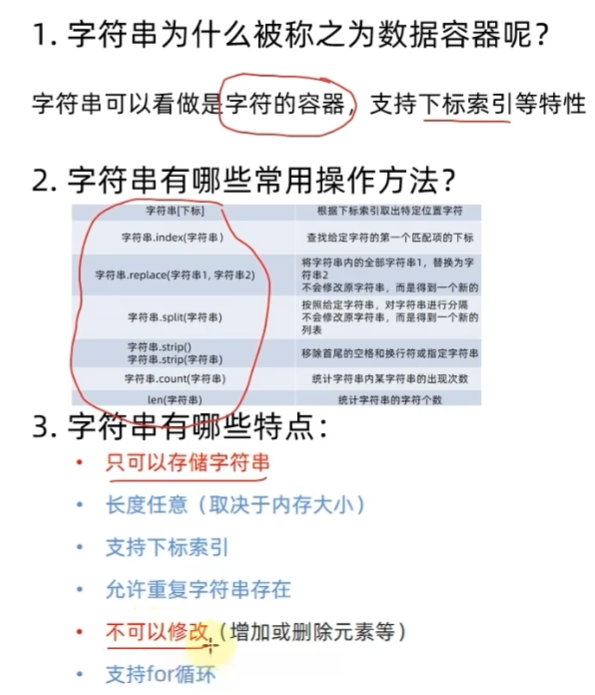 1. 字符串为什么被称之为数据容器呢？
字符串可以看做是字符的容器，支持下标索引等特性
2. 字符串有哪些常用操作方法？
字符串[下标] 根据下标索引取出特定位置字符
字符串.index(字符串) 查找给定字符的第一个匹配项的下标
字符串.replace(字符串1, 字符串2) 将字符串内的全部字符串1，替换为字
符串2
不会修改原字符串，而是得到一个新的
字符串.split(字符串) 按照给定字符串，对字符串进行分隔
不会修改原字符串，而是得到一个新的
列表
字符串.strip()
字符串.strip(字符串) 移除首尾的空格和换行符或指定字符串
字符串.count(字符串) 统计字符串内某字符串的出现次数
len(字符串) 统计字符串的字符个数
3. 字符串有哪些特点：
• 只可以存储字符串
• 长度任意（取决于内存大小）
• 支持下标索引
• 允许重复字符串存在
• 不可以修改（增加或删除元素等）
• 支持for循环